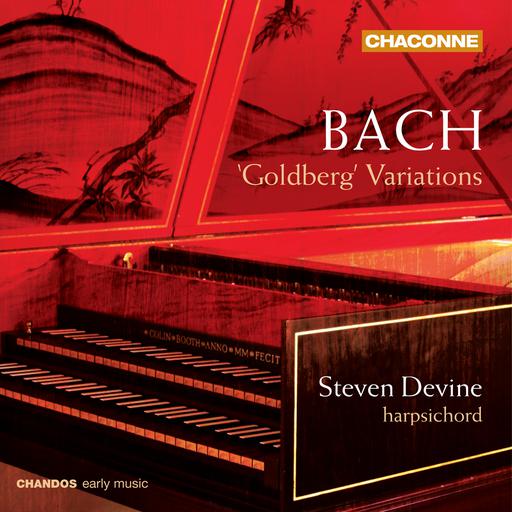 CHACONNE
BACH
‘Goldberg’ Variations
•COLIN•BOOTH•ANNO•MM•FECIT
Steven Devine
harpsichord
CHANDOS early music